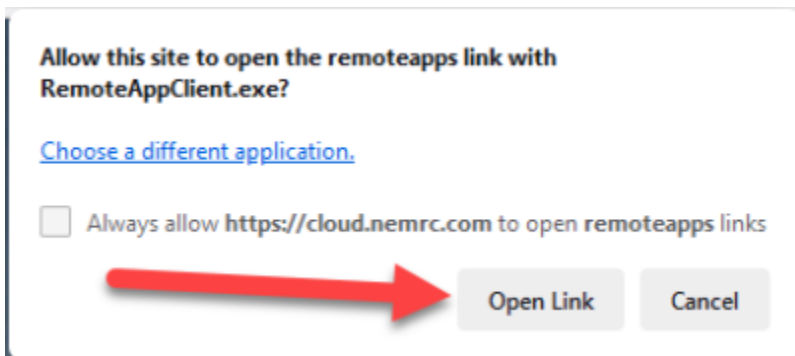 Allow this site to open the remoteapps link with
RemoteAppClient.exe?
Choose a different application.
Always allow https://cloud.nemrc.com to open remoteapps links
Open Link
Cancel